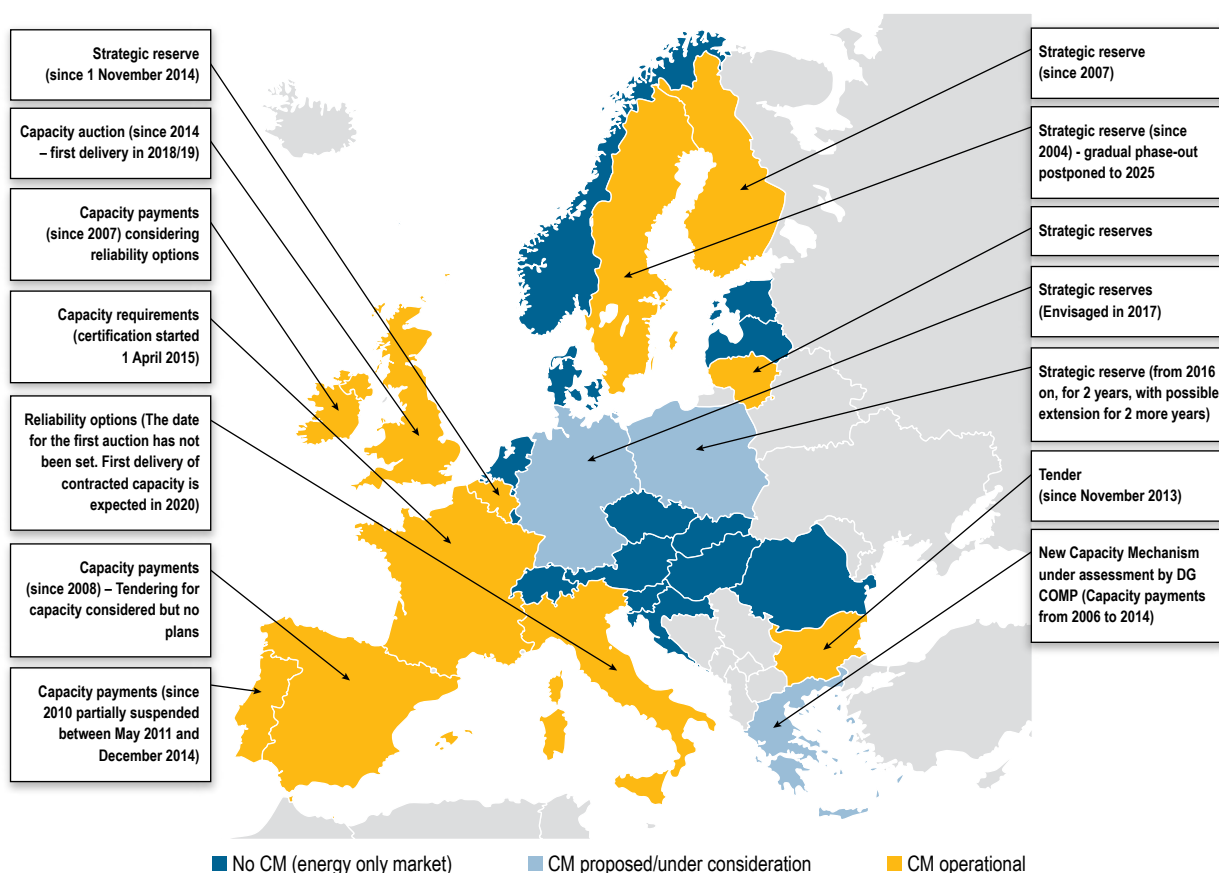 Strategic reserve
(since 1 November 2014)
Capacity auction (since 2014
– first delivery in 2018/19)
Capacity payments
(since 2007) considering
reliability options
Capacity requirements
(certification started
1 April 2015)
Reliability options (The date
for the first auction has not
been set. First delivery of
contracted capacity is
expected in 2020)
Capacity payments
(since 2008) – Tendering for
capacity considered but no
plans
Capacity payments (since
2010 partially suspended
between May 2011 and
December 2014)
Strategic reserve
(since 2007)
Strategic reserve (since
2004) - gradual phase-out
postponed to 2025
Strategic reserves
Strategic reserves
(Envisaged in 2017)
Strategic reserve (from 2016
on, for 2 years, with possible
extension for 2 more years)
Tender
(since November 2013)
New Capacity Mechanism
under assessment by DG
COMP (Capacity payments
from 2006 to 2014)
No CM (energy only market)
CM proposed/under consideration
CM operational